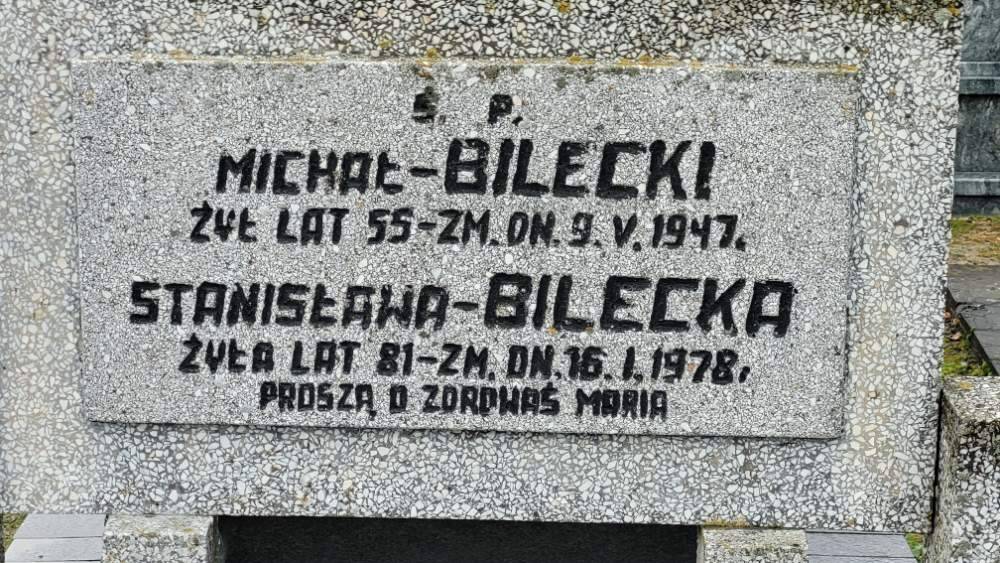 Ś. P.
MICHAŁ-BILECKI
ŻYŁ LAT 55-ZM. DN. 9. V. 1947.
STANISŁAWA-BILECKA
ŻYŁA LAT 81-ZM. DN. 16. I. 1978.
PROSZĄ O ZDROWAŚ MARIA